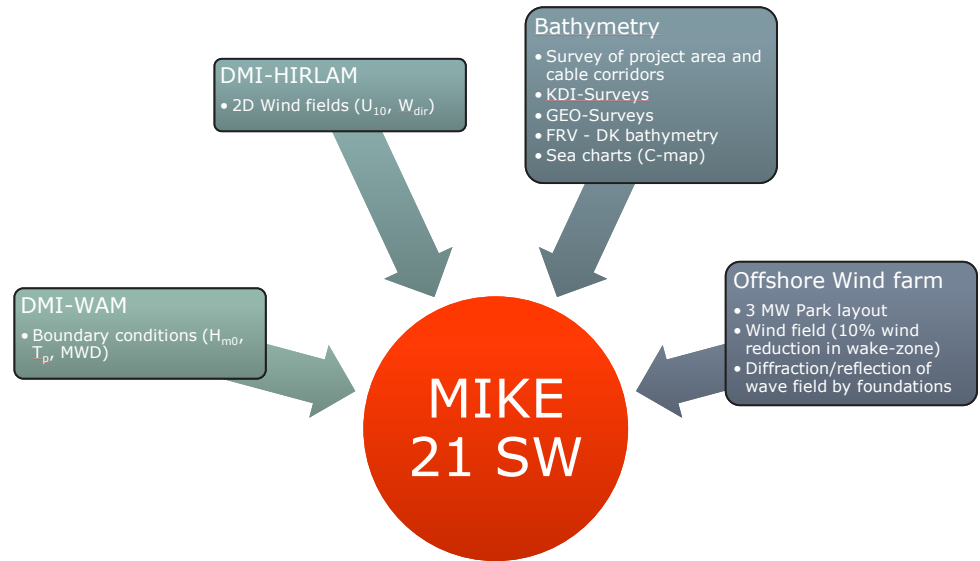 Bathymetry
• Survey of project area and
cable corridors
• KDI-Surveys
• GEO-Surveys
• FRV - DK bathymetry
• Sea charts (C-map)
DMI-HIRLAM
• 2D Wind fields (U10, Wdir)
Offshore Wind farm
• 3 MW Park layout
• Wind field (10% wind
reduction in wake-zone)
• Diffraction/reflection of
wave field by foundations
DMI-WAM
• Boundary conditions (Hm0,
Tp, MWD)
MIKE
21 SW